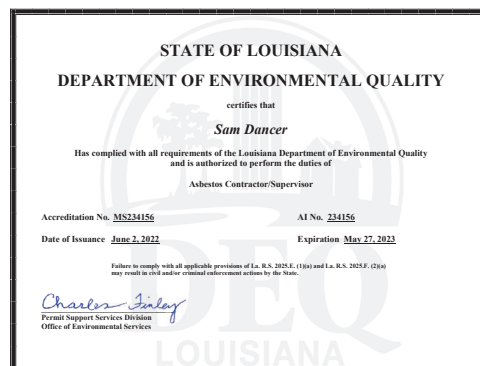 STATE OF LOUISIANA
DEPARTMENT OF ENVIRONMENTAL QUALITY
certifies that
Sam Dancer
Has complied with all requirements of the Louisiana Department of Environmental Quality
and is authorized to perform the duties of
Asbestos Contractor/Supervisor
Accreditation No. MS234156 AI No. 234156
Date of Issuance June 2, 2022 Expiration May 27, 2023
Failure to comply with all applicable provisions of La. R.S. 2025.E. (1)(a) and La. R.S. 2025.F. (2)(a)
may result in civil and/or criminal enforcement actions by the State.
Charles Finley
Permit Support Services Division
Office of Environmental Services
DEQ
LOUISIANA